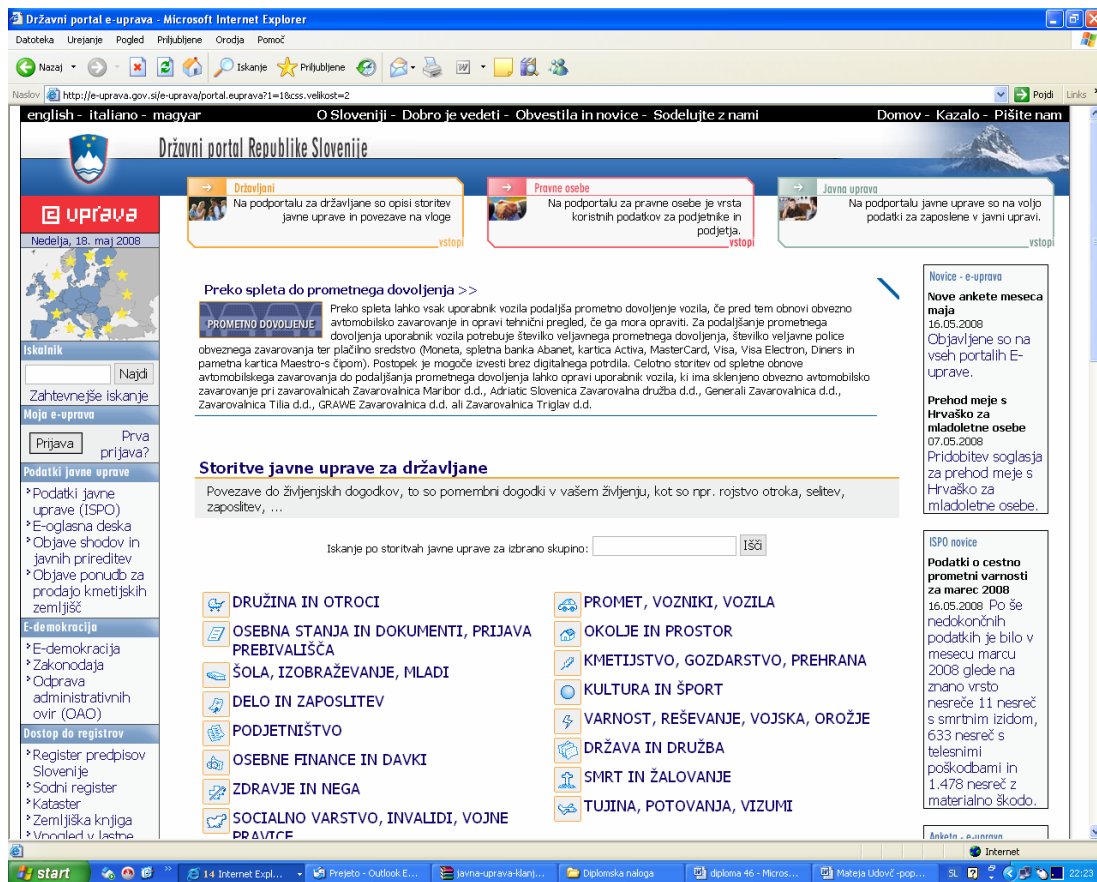 Državni portal e-uprava - Microsoft Internet Explorer
Datoteka Urejanje Pogled Priljubljene Orodja Pomoč
Nazaj Iskanje Priljubljene
Naslov http://e-uprava.gov.si/e-uprava/portal.euprava?1=1&css.velikost=2 Pojdi Links
english - italiano - magyar O Sloveniji - Dobro je vedeti - Obvestila in novice - Sodelujte z nami Domov - Kazalo - Pišite nam
Državni portal Republike Slovenije
e uprava
Nedelja, 18. maj 2008
Iskalnik
Najdi
Zahtevnejše iskanje
Moja e-uprava
Prijava
Prva
prijava?
Podatki javne uprave
Podatki javne
uprave (ISPO)
E-oglasna deska
Objave shodov in
javnih prireditev
Objave ponudb za
prodajo kmetijskih
zemljišč
E-demokracija
E-demokracija
Zakonodaja
Odprava
administrativnih
ovir (OAO)
Dostop do registrov
Register predpisov
Slovenije
Sodni register
Kataster
Zemljiška knjiga
Vpogled v lastne
Državljani
Na podportalu za državljane so opisi storitev
javne uprave in povezave na vloge
vstopi
Pravne osebe
Na podportalu za pravne osebe je vrsta
koristnih podatkov za podjetnike in
podjetja.
vstopi
Javna uprava
Na podportalu javne uprave so na voljo
podatki za zaposlene v javni upravi.
vstopi
Preko spleta do prometnega dovoljenja >>
PROMETNO DOVOLJENJE
Preko spleta lahko vsak uporabnik vozila podaljša prometno dovoljenje vozila, če pred tem obnovi obvezno
avtomobilsko zavarovanje in opravi tehnični pregled, če ga mora opraviti. Za podaljšanje prometnega
dovoljenja uporabnik vozila potrebuje številko veljavnega prometnega dovoljenja, številko veljavne police
obveznega zavarovanja ter plačilno sredstvo (Moneta, spletna banka Abanet, kartica Activa, MasterCard, Visa, Visa Electron, Diners in
pametna kartica Maestro-s čipom). Postopek je mogoče izvesti brez digitalnega potrdila. Celotno storitev od spletne obnove
avtomobilskega zavarovanja do podaljšanja prometnega dovoljenja lahko opravi uporabnik vozila, ki ima sklenjeno obvezno avtomobilsko
zavarovanje pri zavarovalnicah Zavarovalnica Maribor d.d., Adriatic Slovenica Zavarovalna družba d.d., Generali Zavarovalnica d.d.,
Zavarovalnica Tilia d.d., GRAWE Zavarovalnica d.d. ali Zavarovalnica Triglav d.d.
Storitve javne uprave za državljane
Povezave do življenjskih dogodkov, to so pomembni dogodki v vašem življenju, kot so npr. rojstvo otroka, selitev,
zaposlitev, ...
Iskanje po storitvah javne uprave za izbrano skupino: Išči
DRUŽINA IN OTROCI
OSEBNA STANJA IN DOKUMENTI, PRIJAVA
PREBIVALIŠČA
ŠOLA, IZOBRAŽEVANJE, MLADI
DELO IN ZAPOSLITEV
PODJETNIŠTVO
OSEBNE FINANCE IN DAVKI
ZDRAVJE IN NEGA
SOCIALNO VARSTVO, INVALIDI, VOJNE
PRAVICE
PROMET, VOZNIKI, VOZILA
OKOLJE IN PROSTOR
KMETIJSTVO, GOZDARSTVO, PREHRANA
KULTURA IN ŠPORT
VARNOST, REŠEVANJE, VOJSKA, OROŽJE
DRŽAVA IN DRUŽBA
SMRT IN ŽALOVANJE
TUJINA, POTOVANJA, VIZUMI
Novice - e-uprava
Nove ankete meseca
maja
16.05.2008
Objavljene so na
vseh portalih E-
uprave.
Prehod meje s
Hrvaško za
mladoletne osebe
07.05.2008
Pridobitev soglasja
za prehod meje s
Hrvaško za
mladoletne osebe.
ISPO novice
Podatki o cestno
prometni varnosti
za marec 2008
16.05.2008 Po še
nedokončnih
podatkih je bilo v
mesecu marcu
2008 glede na
znano vrsto
nesreče 11 nesreč
s smrtnim izidom,
633 nesreč s
telesnimi
poškodbami in
1.478 nesreč z
materialno škodo.
Anketa - e-uprava
Internet
start
14 Internet Expl...
Prejeto - Outlook E...
javna-uprava-klanj...
Diplomska naloga
diploma 46 - Micros...
Mateja Udovč -pop...
SL
22:23